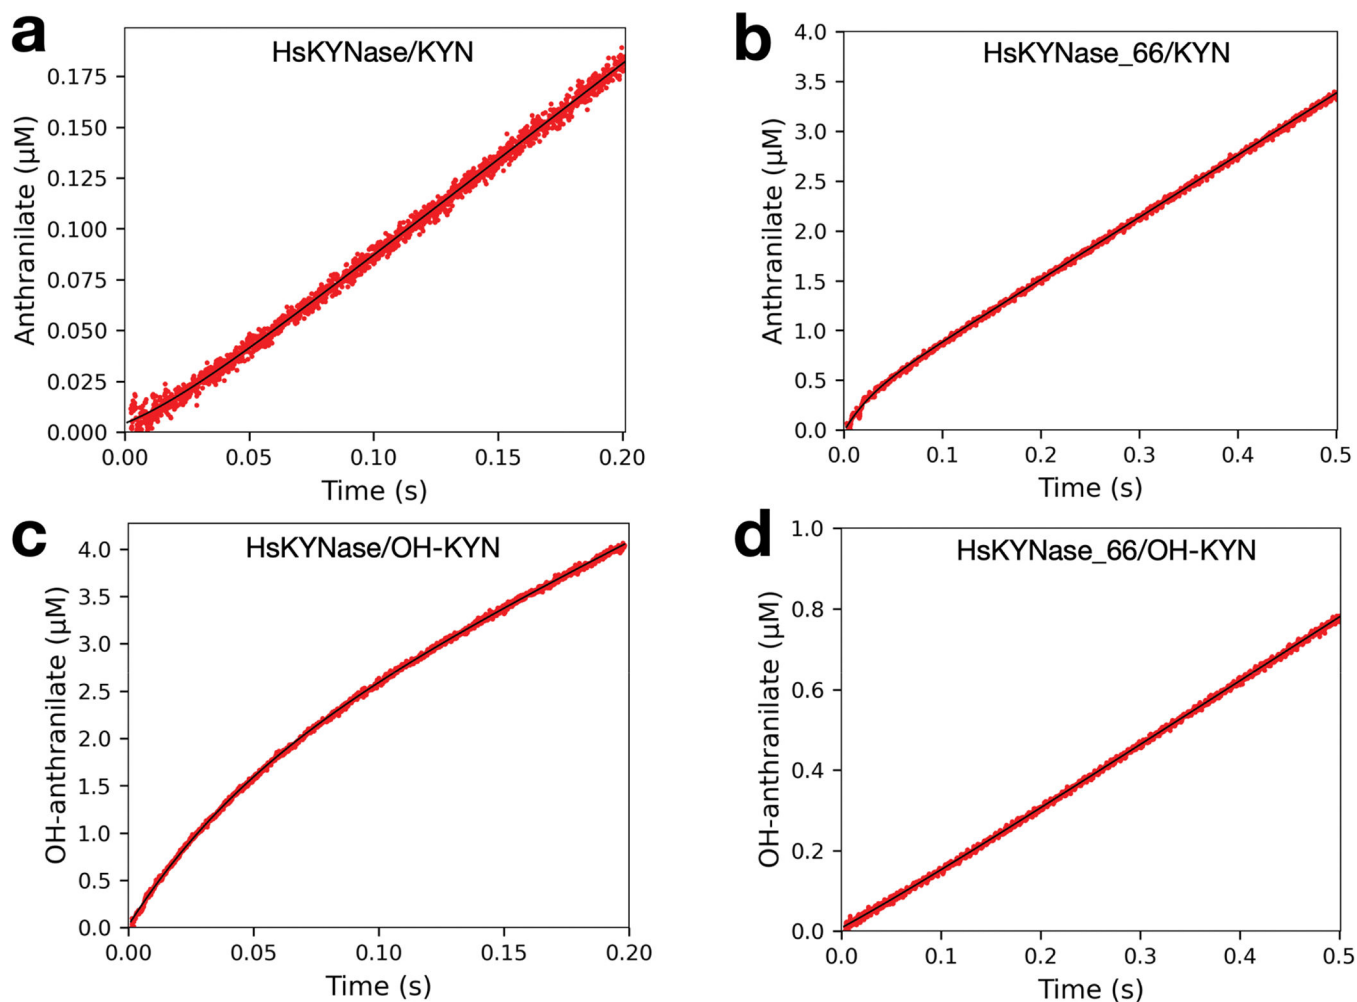 a
HsKYNase/KYN
Anthranilate (μM)
0.175
0.150
0.125
0.100
0.075
0.050
0.025
0.000
0.00 0.05 0.10 0.15 0.20
Time (s)
b
HsKYNase_66/KYN
Anthranilate (μM)
4.0
3.5
3.0
2.5
2.0
1.5
1.0
0.5
0.0
0.0 0.1 0.2 0.3 0.4 0.5
Time (s)
c
HsKYNase/OH-KYN
OH-anthranilate (μM)
4.0
3.5
3.0
2.5
2.0
1.5
1.0
0.5
0.0
0.00 0.05 0.10 0.15 0.20
Time (s)
d
HsKYNase_66/OH-KYN
OH-anthranilate (μM)
1.0
0.8
0.6
0.4
0.2
0.0
0.0 0.1 0.2 0.3 0.4 0.5
Time (s)